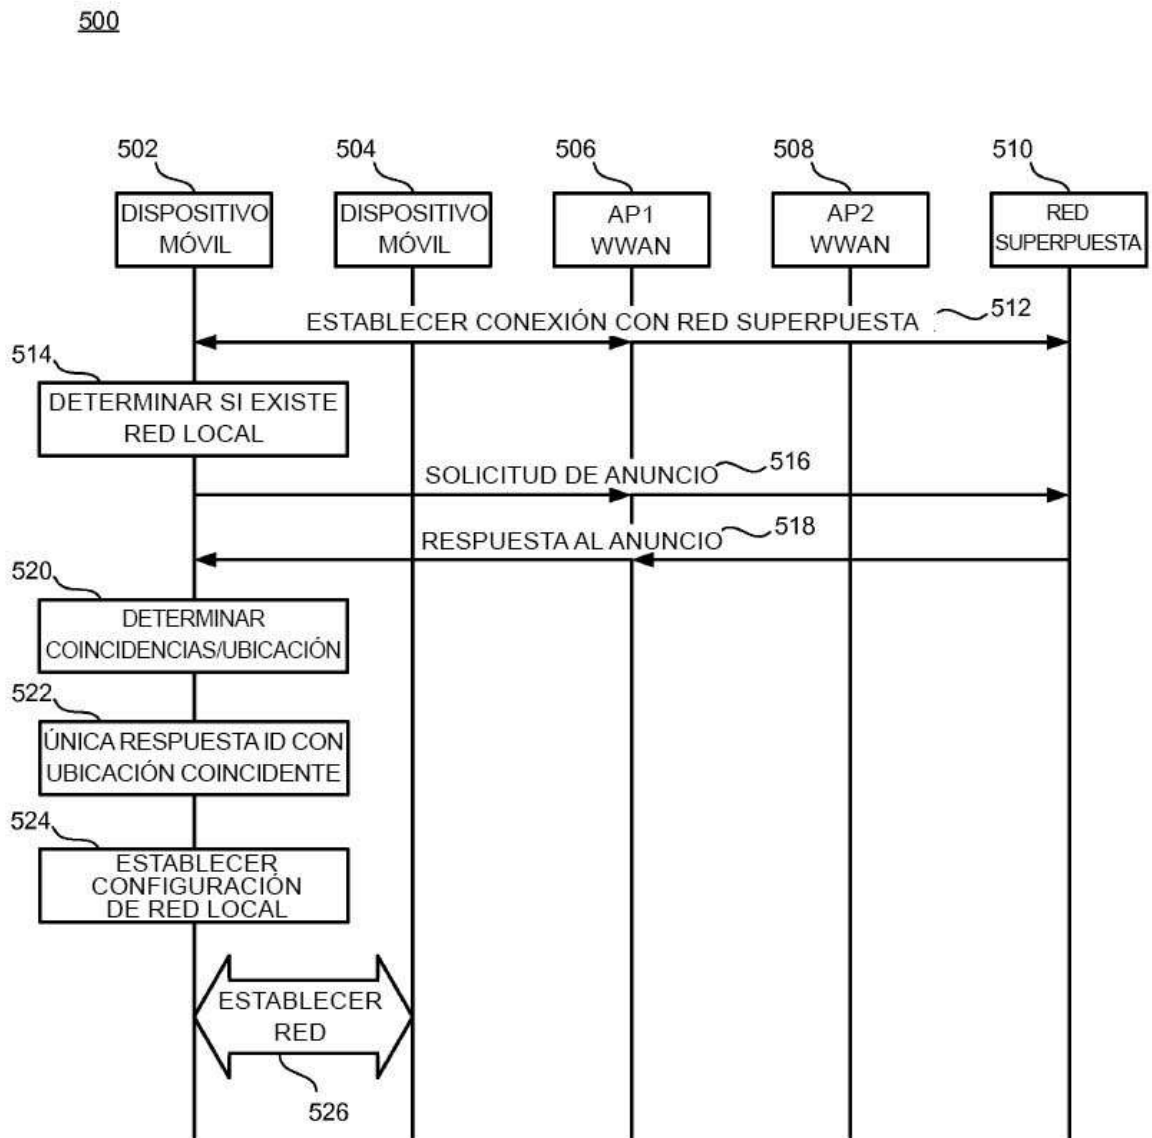 500
502
504
506
508
510
DISPOSITIVO
MÓVIL
DISPOSITIVO
MÓVIL
AP1
WWAN
AP2
WWAN
RED
SUPERPUESTA
ESTABLECER CONEXIÓN CON RED SUPERPUESTA
512
514
DETERMINAR SI EXISTE
RED LOCAL
SOLICITUD DE ANUNCIO
516
RESPUESTA AL ANUNCIO
518
520
DETERMINAR
COINCIDENCIAS/UBICACIÓN
522
ÚNICA RESPUESTA ID CON
UBICACIÓN COINCIDENTE
524
ESTABLECER
CONFIGURACIÓN
DE RED LOCAL
ESTABLECER
RED
526